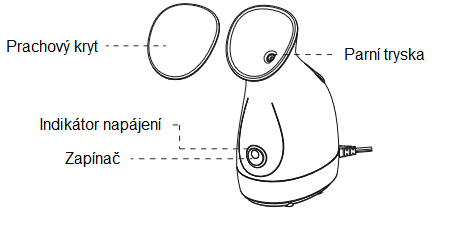 Prachový kryt
Parní tryska
Indikátor napájení
Zapínač